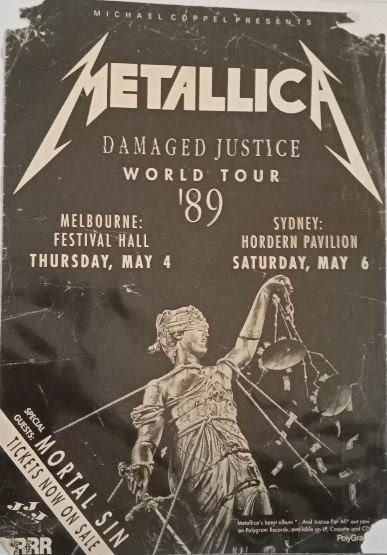 MICHAEL COPPEL PRESENTS
METALLICA
DAMAGED JUSTICE
WORLD TOUR
'89
MELBOURNE:
FESTIVAL HALL
THURSDAY, MAY 4
SYDNEY:
HORDERN PAVILION
SATURDAY, MAY 6
SPECIAL
GUESTS:
MORTAL SIN
TICKETS NOW ON SALE
JJJ
RRR
Metallica's latest album "...And Justice For All" out now
on Polygram Records, available on LP, Cassette and CD
PolyGra